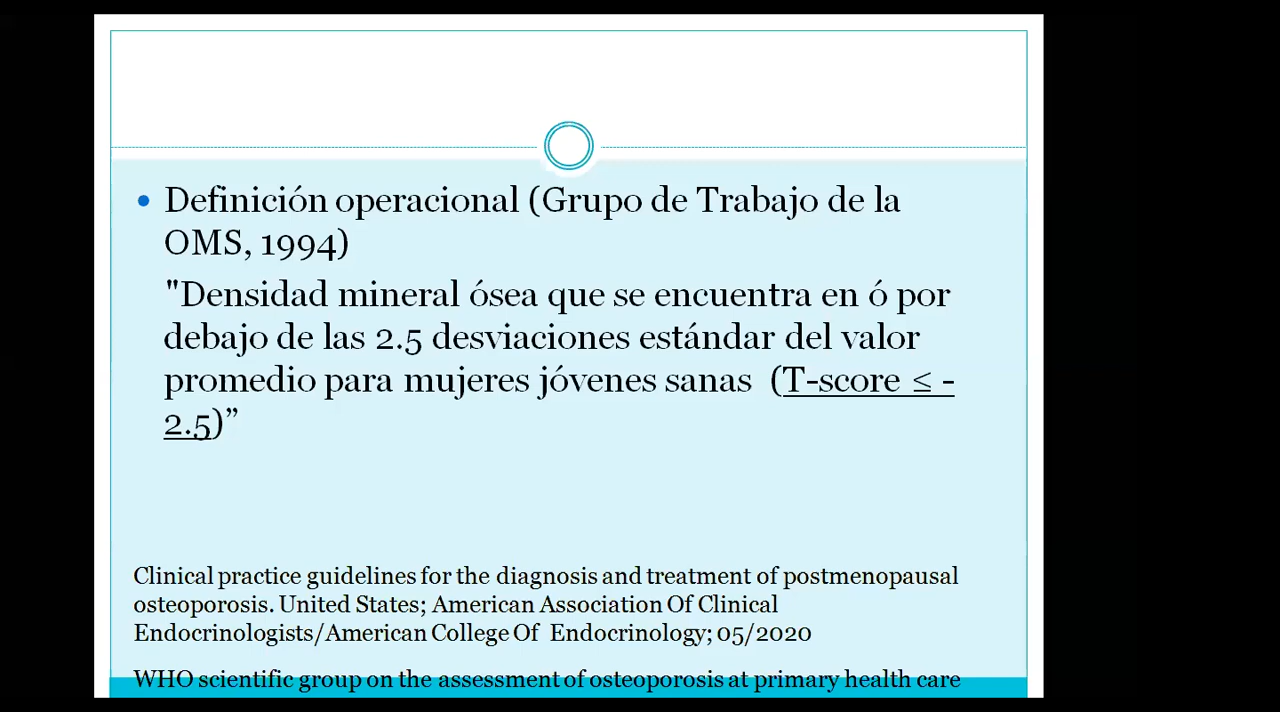 Definición operacional (Grupo de Trabajo de la
OMS, 1994)
"Densidad mineral ósea que se encuentra en ó por
debajo de las 2.5 desviaciones estándar del valor
promedio para mujeres jóvenes sanas (T-score ≤ -
2.5)”
Clinical practice guidelines for the diagnosis and treatment of postmenopausal
osteoporosis. United States; American Association Of Clinical
Endocrinologists/American College Of Endocrinology; 05/2020
WHO scientific group on the assessment of osteoporosis at primary health care